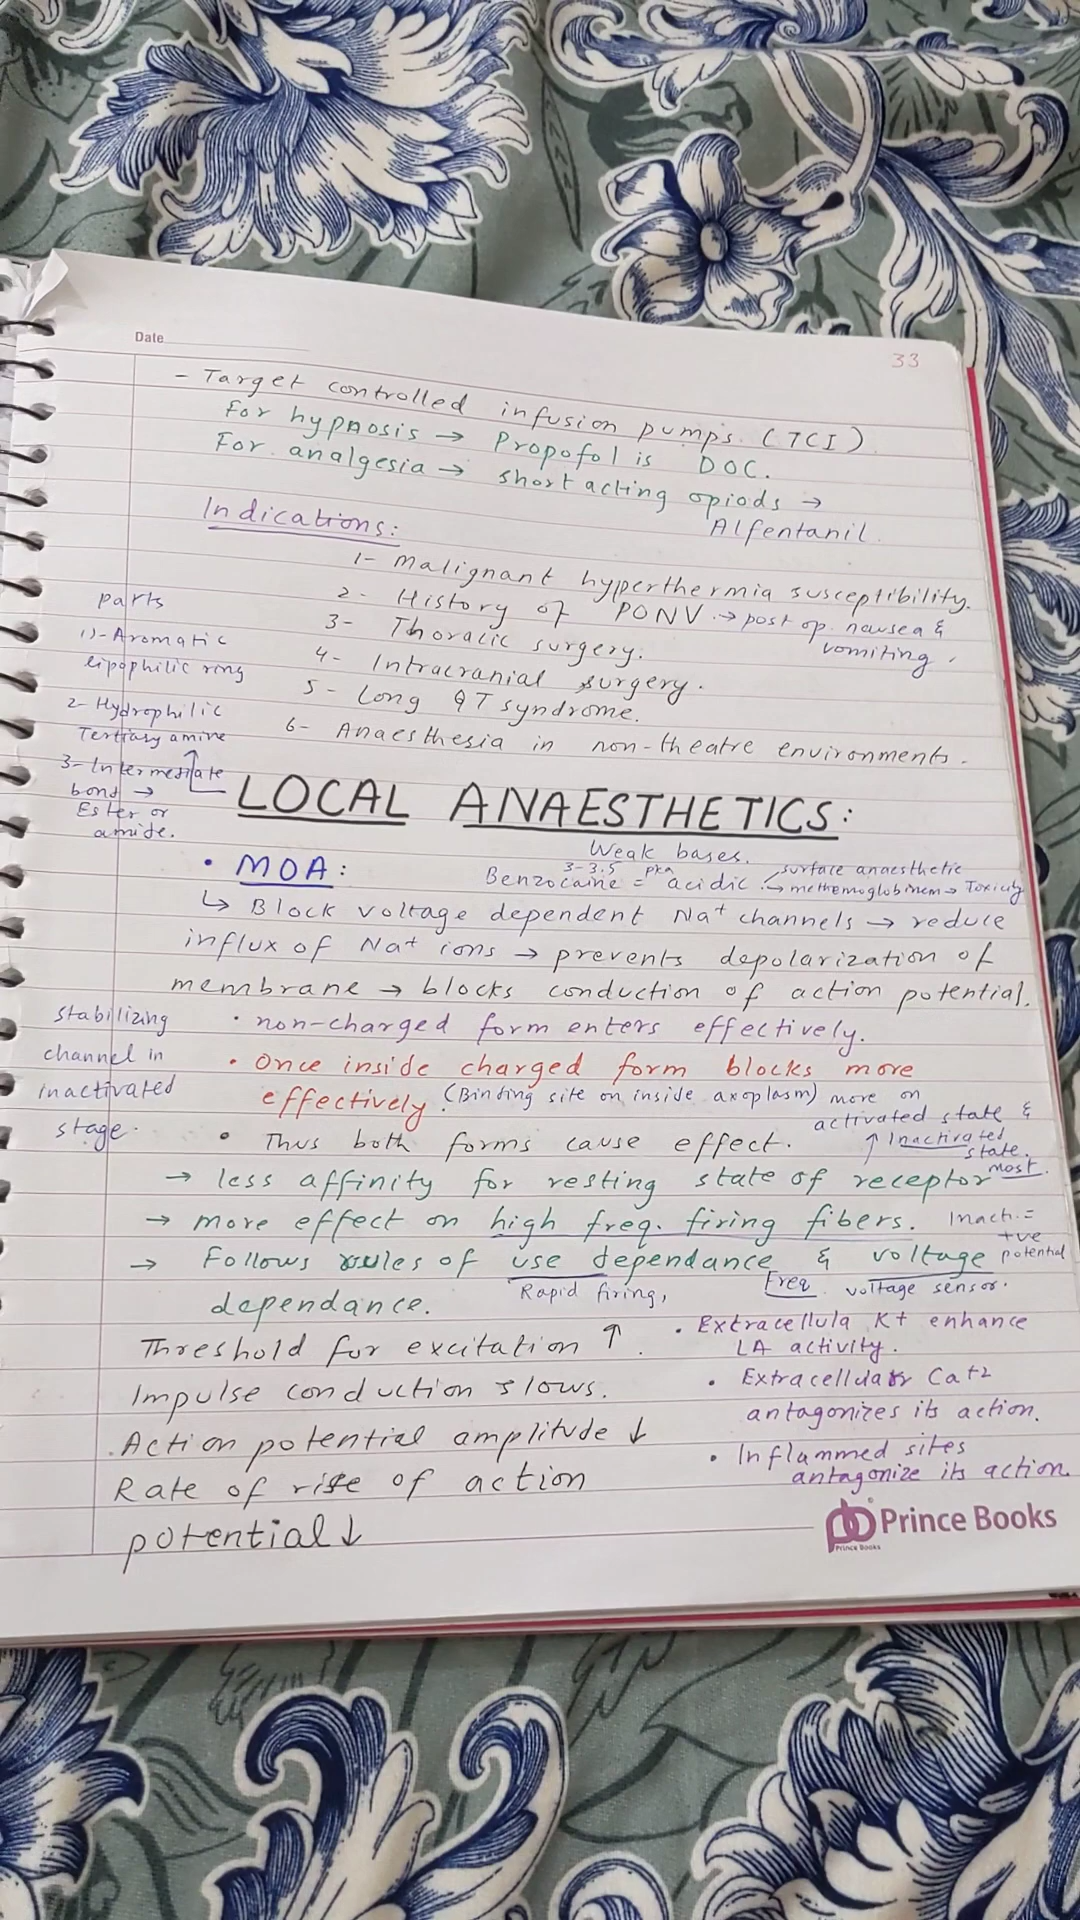 Date
33
- Target controlled infusion pumps (TCI)
For hypnosis → Propofol is DOC.
For analgesia → short acting opiods →
Alfentanil.
Indications:
1- Malignant hyperthermia susceptibility.
2- History of PONV → post op. nausea &
vomiting.
3- Thoracic surgery.
4- Intracranial surgery.
5- Long QT syndrome.
6- Anaesthesia in non-theatre environments.
parts
1)- Aromatic
lipophilic ring
2- Hydrophilic
Tertiary amine
3- Intermediate
bond →
Ester or
amide.
LOCAL ANAESTHETICS:
Weak bases.
• MOA:
3-3.5 pka surface anaesthetic
Benzocaine = acidic → methemoglobinem → Toxicity
↳ Block voltage dependent Na+ channels → reduce
influx of Na+ ions → prevents depolarization of
membrane → blocks conduction of action potential.
• non-charged form enters effectively.
• Once inside charged form blocks more
effectively. (Binding site on inside axoplasm) more on
activated state &
↑ Inactivated
state.
most.
• Thus both forms cause effect.
stabilizing
channel in
inactivated
stage.
→ less affinity for resting state of receptor
→ more effect on high freq. firing fibers.
Inach. =
+ve
potential
→ Follows rules of use dependance & voltage
dependance.
Rapid firing, Freq voltage sensor.
Threshold for excitation ↑.
Impulse conduction slows.
Action potential amplitude ↓
Rate of rise of action
potential ↓
• Extracellula K+ enhance
LA activity.
• Extracellular Ca+2
antagonizes its action.
• Inflammed sites
antagonize its action.
Prince Books
Prince Books